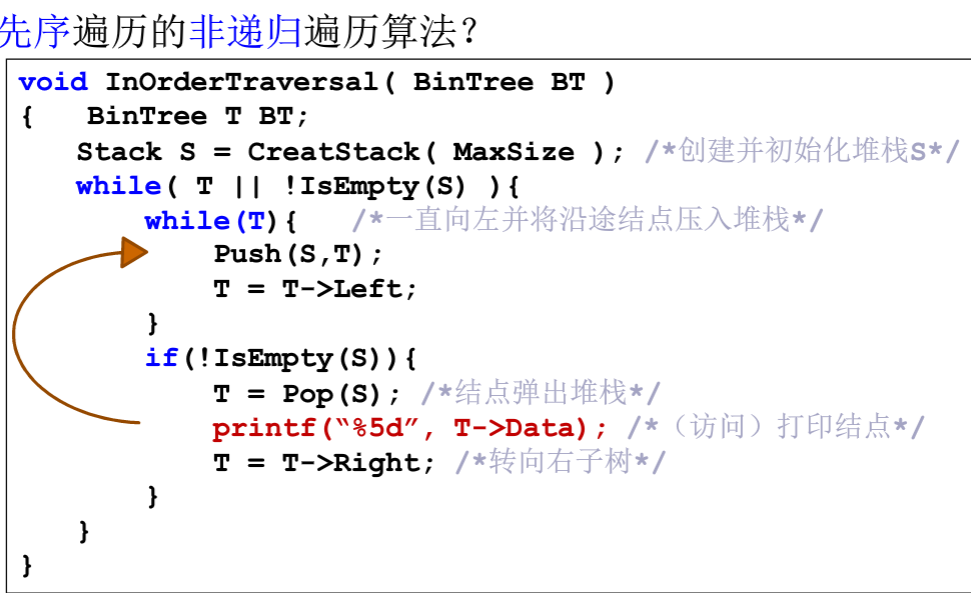 先序遍历的非递归遍历算法？
void InOrderTraversal( BinTree BT )
{ BinTree T BT;
Stack S = CreatStack( MaxSize ); /*创建并初始化堆栈S*/
while( T || !IsEmpty(S) ){
while(T){ /*一直向左并将沿途结点压入堆栈*/
Push(S,T);
T = T->Left;
}
if(!IsEmpty(S)){
T = Pop(S); /*结点弹出堆栈*/
printf(“%5d”, T->Data); /*（访问）打印结点*/
T = T->Right; /*转向右子树*/
}
}
}